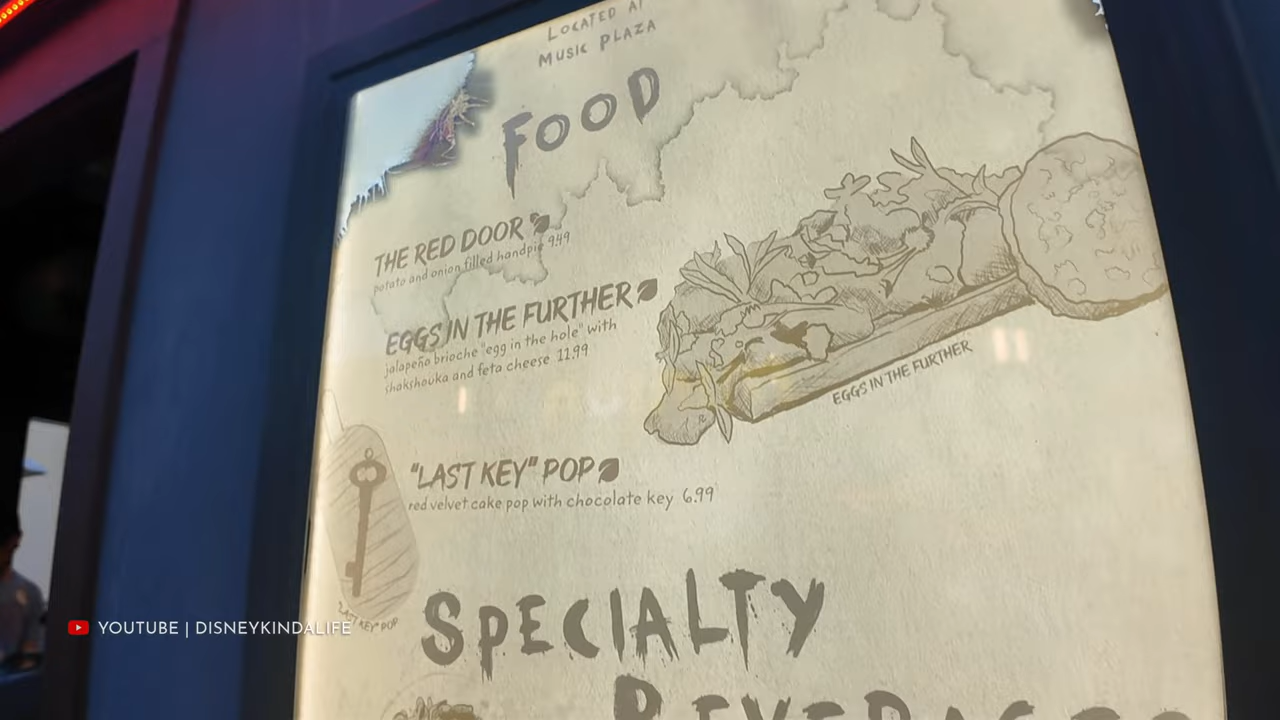 LOCATED AT
MUSIC PLAZA
FOOD
THE RED DOOR
potato and onion filled handpie 9.49
EGGS IN THE FURTHER
jalapeño brioche "egg in the hole" with
shakshouka and feta cheese 11.99
EGGS IN THE FURTHER
"LAST KEY" POP
red velvet cake pop with chocolate key 6.99
"LAST KEY" POP
SPECIALTY
BEVERAGES
YOUTUBE | DISNEYKINDALIFE